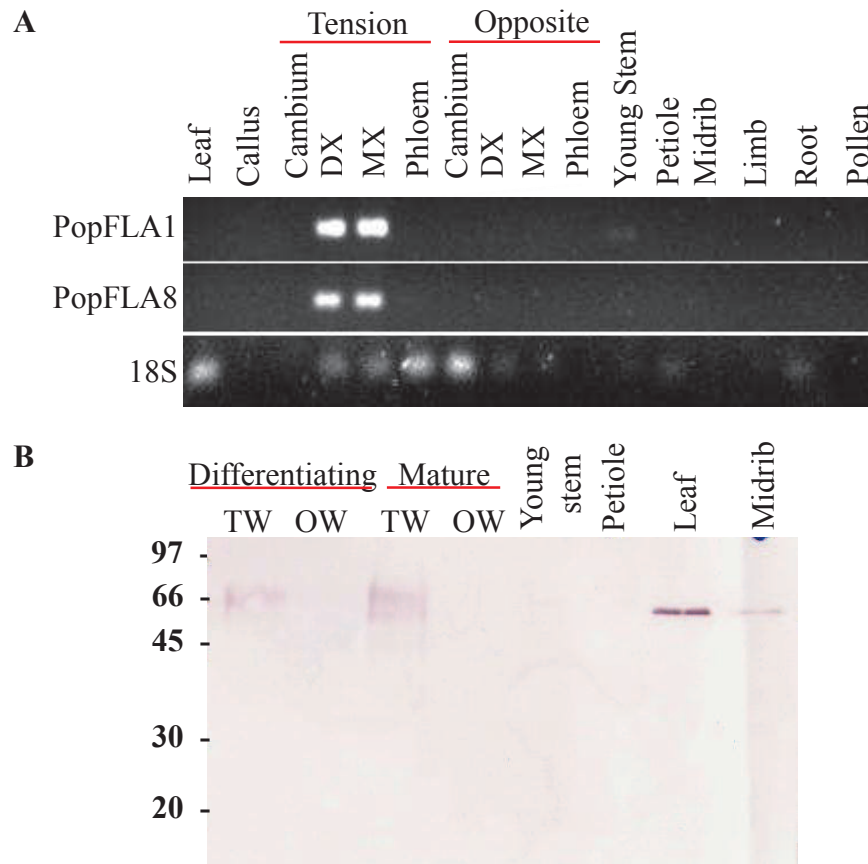 A
Tension
Opposite
Leaf
Callus
Cambium
DX
MX
Phloem
Cambium
DX
MX
Phloem
Young Stem
Petiole
Midrib
Limb
Root
Pollen
PopFLA1
PopFLA8
18S
B
Differentiating
Mature
TW
OW
TW
OW
Young
stem
Petiole
Leaf
Midrib
97
66
45
30
20